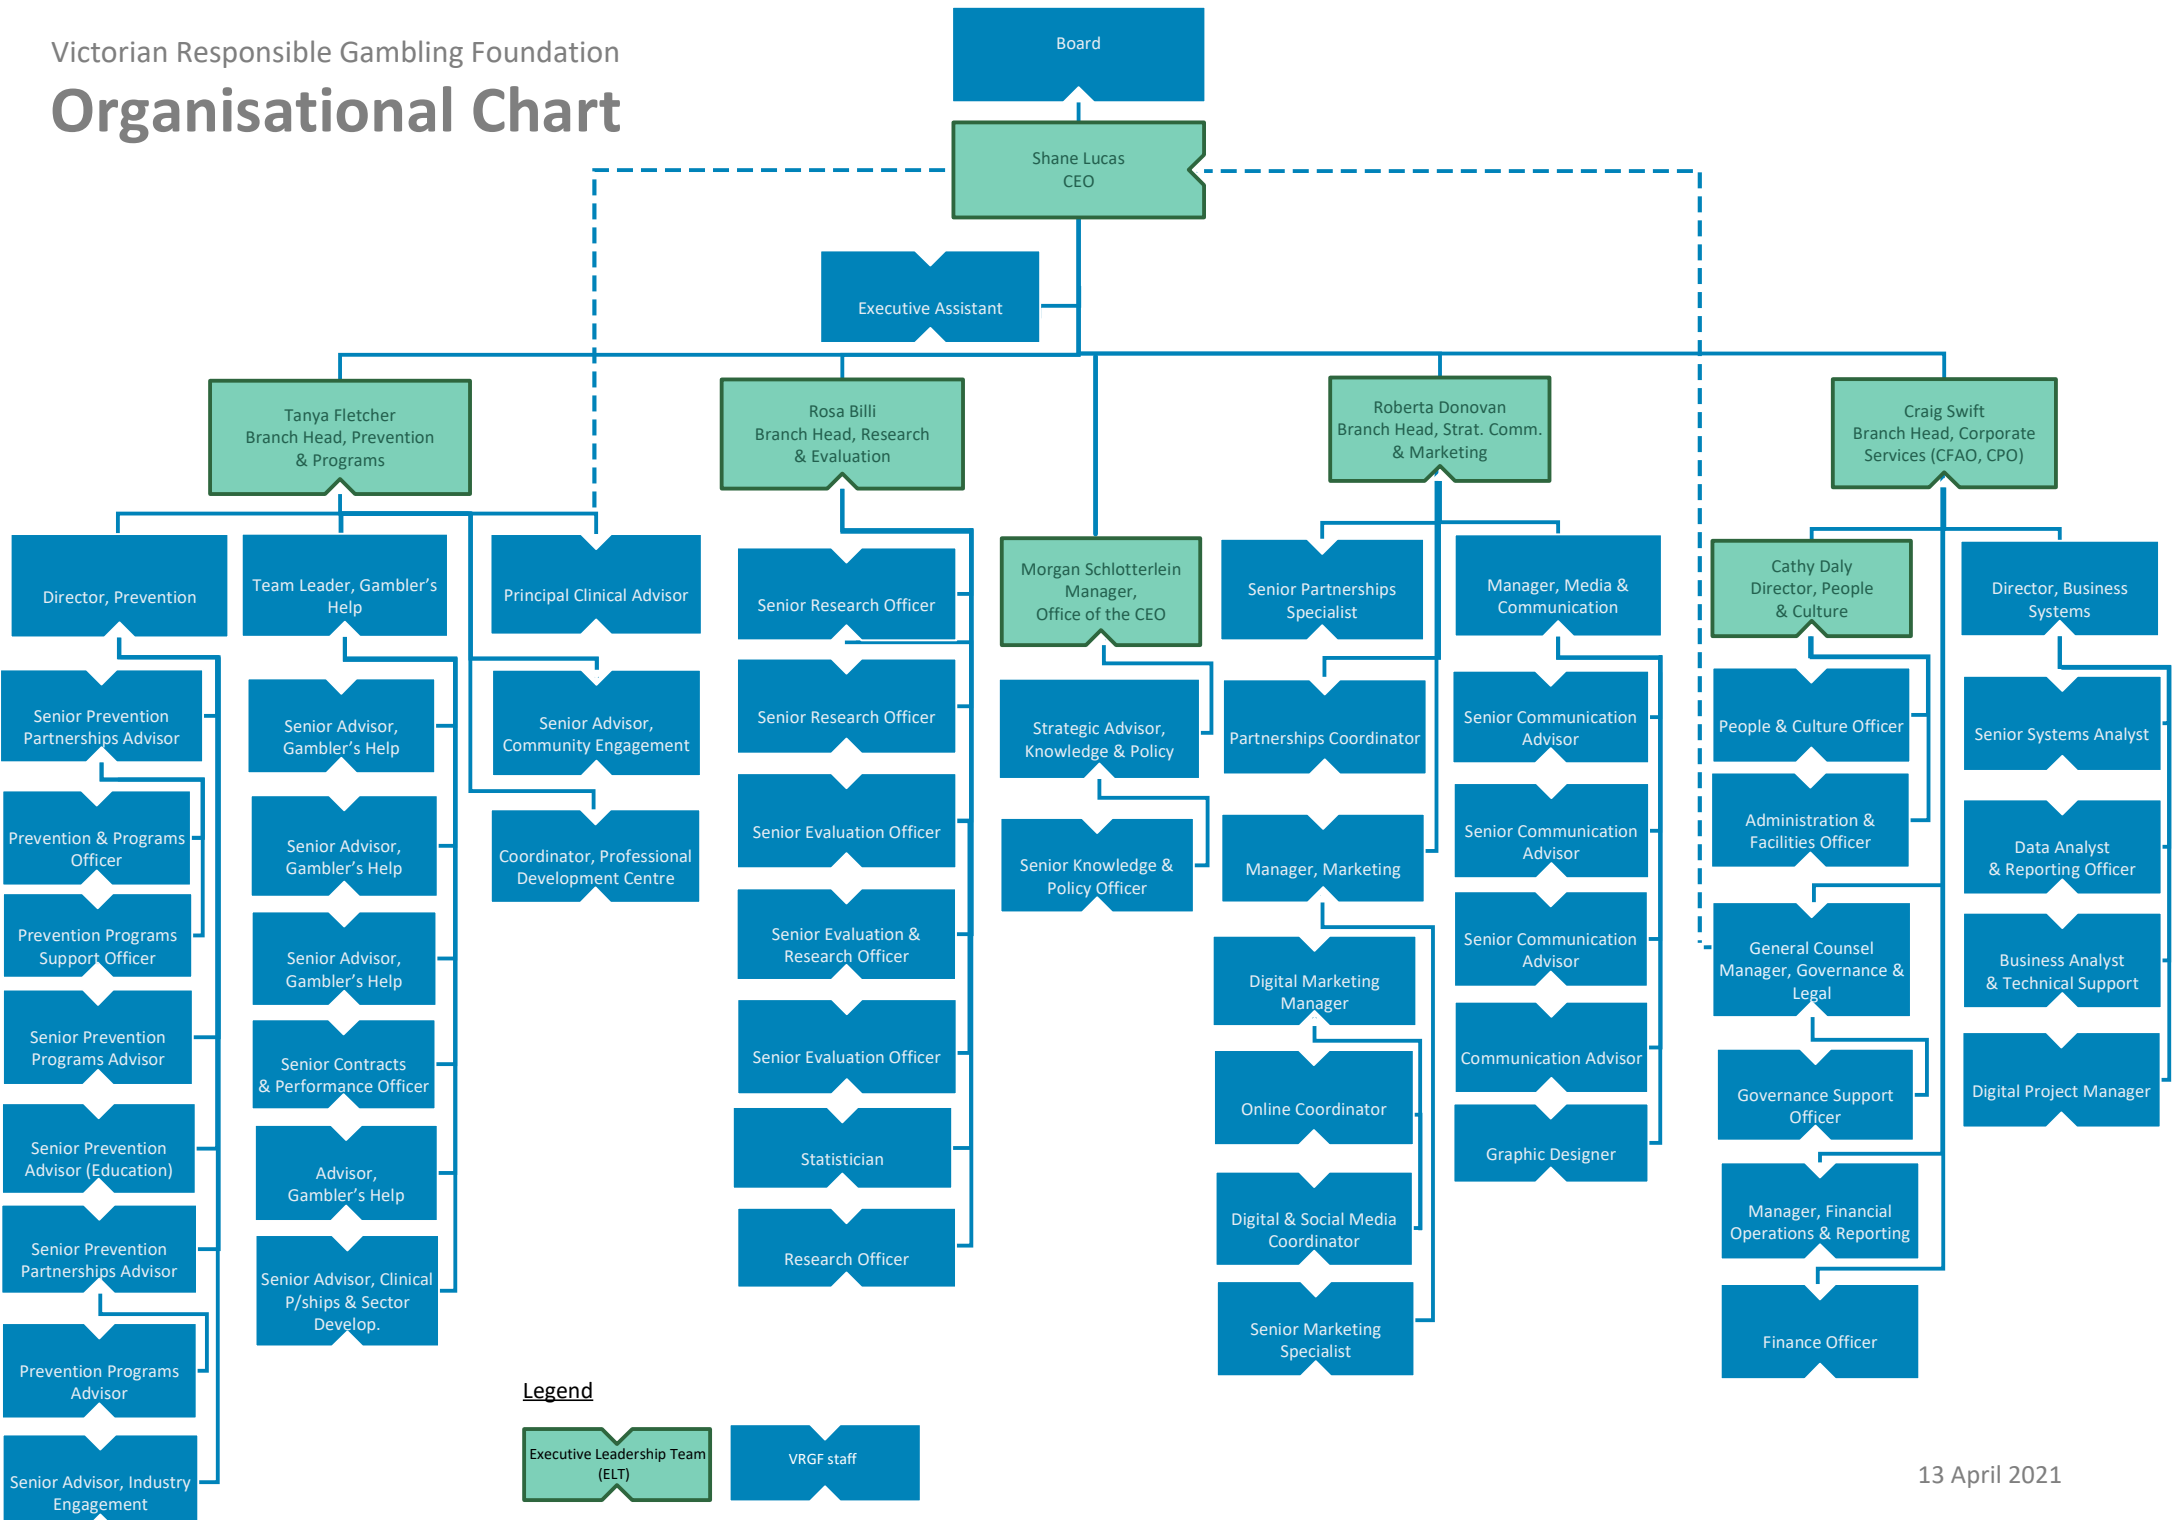 Victorian Responsible Gambling Foundation
Organisational Chart
Board
Shane Lucas
CEO
Executive Assistant
Tanya Fletcher
Branch Head, Prevention
& Programs
Rosa Billi
Branch Head, Research
& Evaluation
Roberta Donovan
Branch Head, Strat. Comm.
& Marketing
Craig Swift
Branch Head, Corporate
Services (CFAO, CPO)
Director, Prevention
Senior Prevention
Partnerships Advisor
Prevention & Programs
Officer
Prevention Programs
Support Officer
Senior Prevention
Programs Advisor
Senior Prevention
Advisor (Education)
Senior Prevention
Partnerships Advisor
Prevention Programs
Advisor
Senior Advisor, Industry
Engagement
Team Leader, Gambler's
Help
Senior Advisor,
Gambler's Help
Senior Advisor,
Gambler's Help
Senior Advisor,
Gambler's Help
Senior Contracts
& Performance Officer
Advisor,
Gambler's Help
Senior Advisor, Clinical
P/ships & Sector
Develop.
Principal Clinical Advisor
Senior Advisor,
Community Engagement
Coordinator, Professional
Development Centre
Senior Research Officer
Senior Research Officer
Senior Evaluation Officer
Senior Evaluation &
Research Officer
Senior Evaluation Officer
Statistician
Research Officer
Morgan Schlotterlein
Manager,
Office of the CEO
Strategic Advisor,
Knowledge & Policy
Senior Knowledge &
Policy Officer
Senior Partnerships
Specialist
Partnerships Coordinator
Manager, Marketing
Digital Marketing
Manager
Online Coordinator
Digital & Social Media
Coordinator
Senior Marketing
Specialist
Manager, Media &
Communication
Senior Communication
Advisor
Senior Communication
Advisor
Senior Communication
Advisor
Communication Advisor
Graphic Designer
Cathy Daly
Director, People
& Culture
People & Culture Officer
Administration &
Facilities Officer
General Counsel
Manager, Governance &
Legal
Governance Support
Officer
Manager, Financial
Operations & Reporting
Finance Officer
Director, Business
Systems
Senior Systems Analyst
Data Analyst
& Reporting Officer
Business Analyst
& Technical Support
Digital Project Manager
Legend
Executive Leadership Team
(ELT)
VRGF staff
13 April 2021